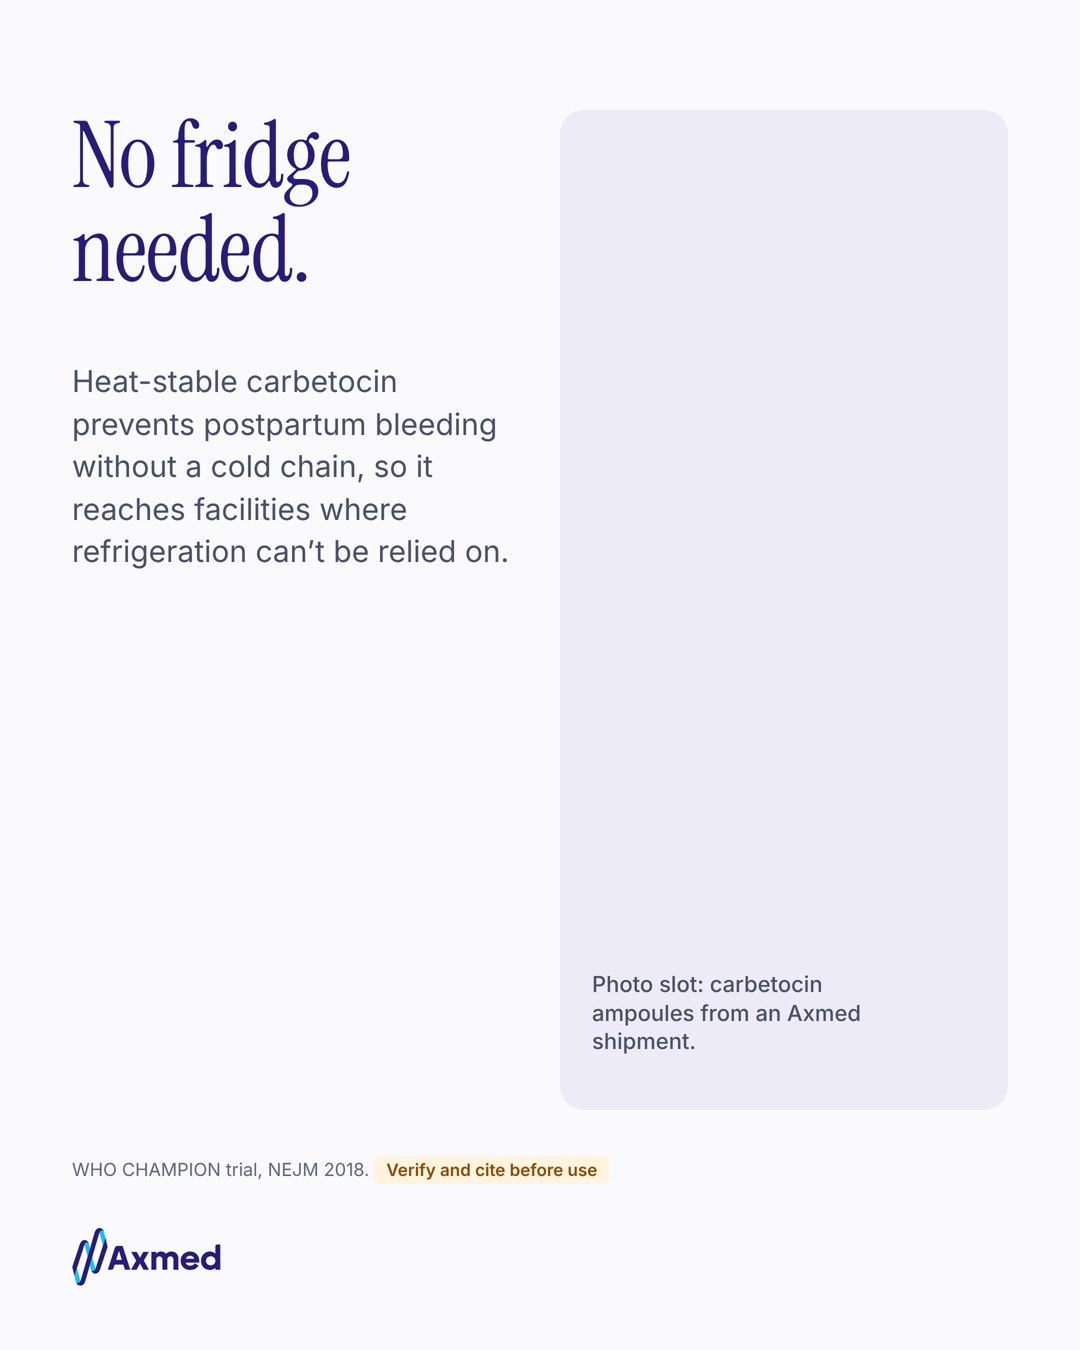 No fridge
needed.
Heat-stable carbetocin
prevents postpartum bleeding
without a cold chain, so it
reaches facilities where
refrigeration can’t be relied on.
Photo slot: carbetocin
ampoules from an Axmed
shipment.
WHO CHAMPION trial, NEJM 2018. Verify and cite before use
Axmed